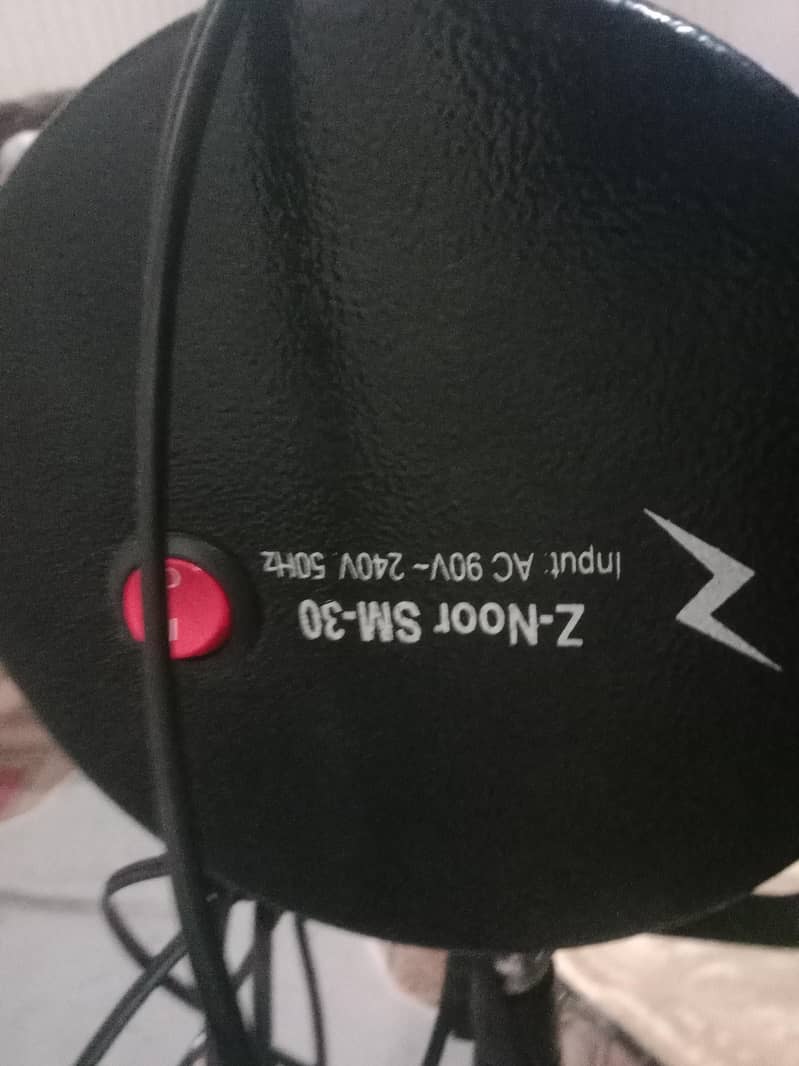 Z-Noor SM-30
Input: AC 90V~240V 50Hz